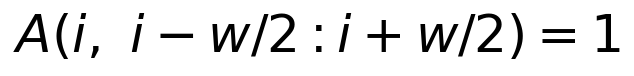 A(i, i − w/2 : i + w/2) = 1